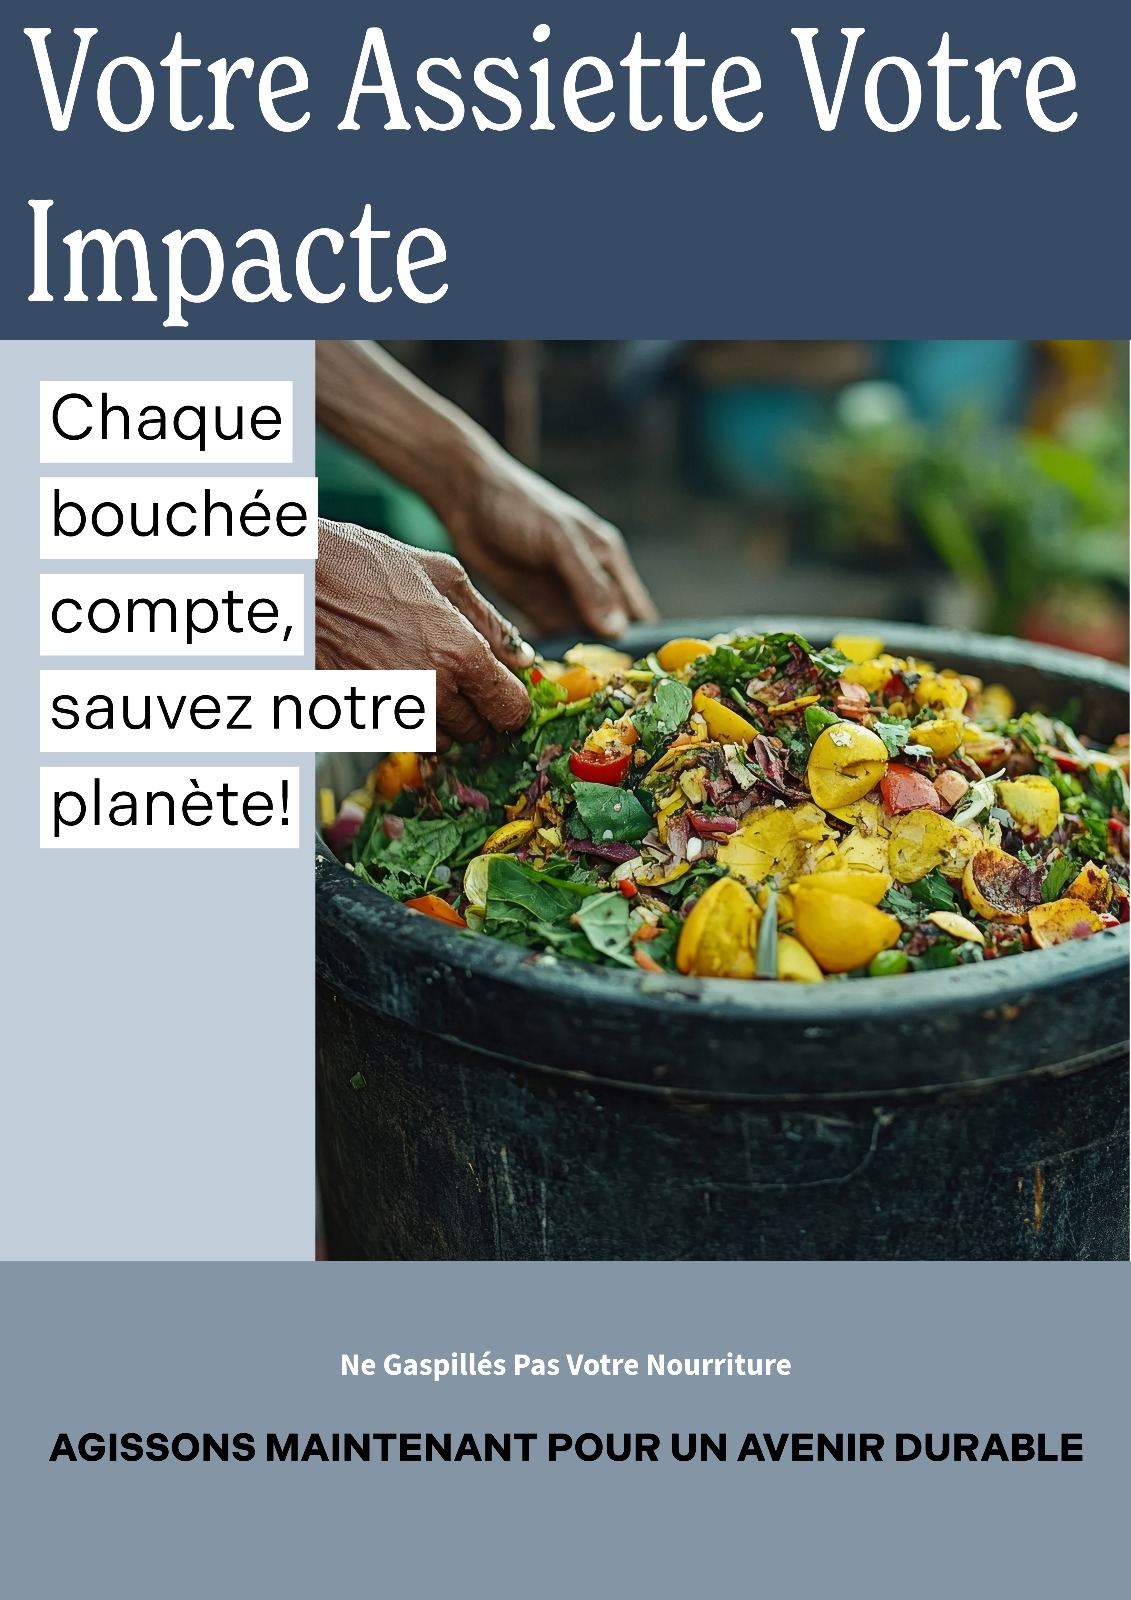 Votre Assiette Votre
Impacte
Chaque
bouchée
compte,
sauvez notre
planète!
Ne Gaspillés Pas Votre Nourriture
AGISSONS MAINTENANT POUR UN AVENIR DURABLE